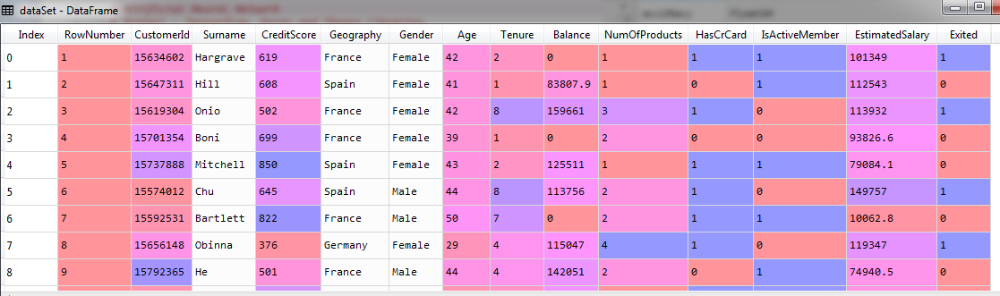 dataSet - DataFrame
Index RowNumber CustomerId Surname CreditScore Geography Gender Age Tenure Balance NumOfProducts HasCrCard IsActiveMember EstimatedSalary Exited
0 1 15634602 Hargrave 619 France Female 42 2 0 1 1 1 101349 1
1 2 15647311 Hill 608 Spain Female 41 1 83807.9 1 0 1 112543 0
2 3 15619304 Onio 502 France Female 42 8 159661 3 1 0 113932 1
3 4 15701354 Boni 699 France Female 39 1 0 2 0 0 93826.6 0
4 5 15737888 Mitchell 850 Spain Female 43 2 125511 1 1 1 79084.1 0
5 6 15574012 Chu 645 Spain Male 44 8 113756 2 1 0 149757 1
6 7 15592531 Bartlett 822 France Male 50 7 0 2 1 1 10062.8 0
7 8 15656148 Obinna 376 Germany Female 29 4 115047 4 1 0 119347 1
8 9 15792365 He 501 France Male 44 4 142051 2 0 1 74940.5 0